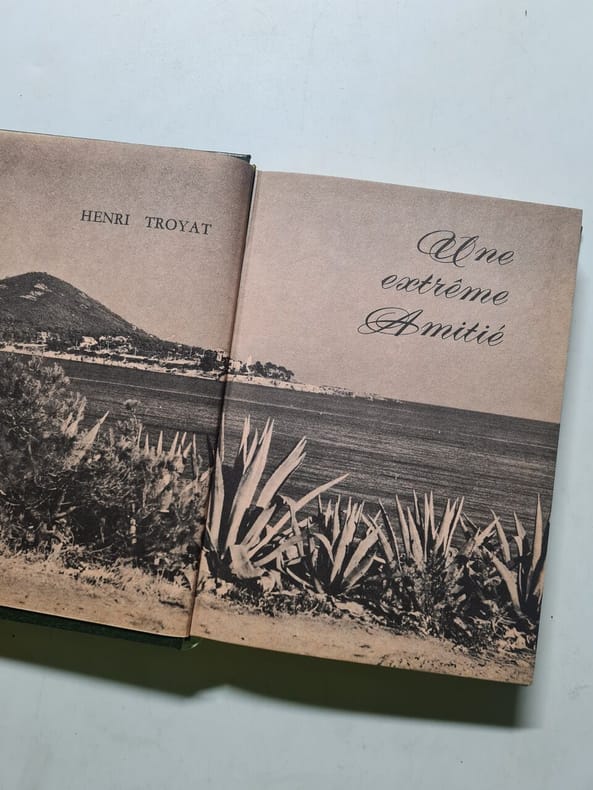 HENRI TROYAT
Une
extrême
Amitié